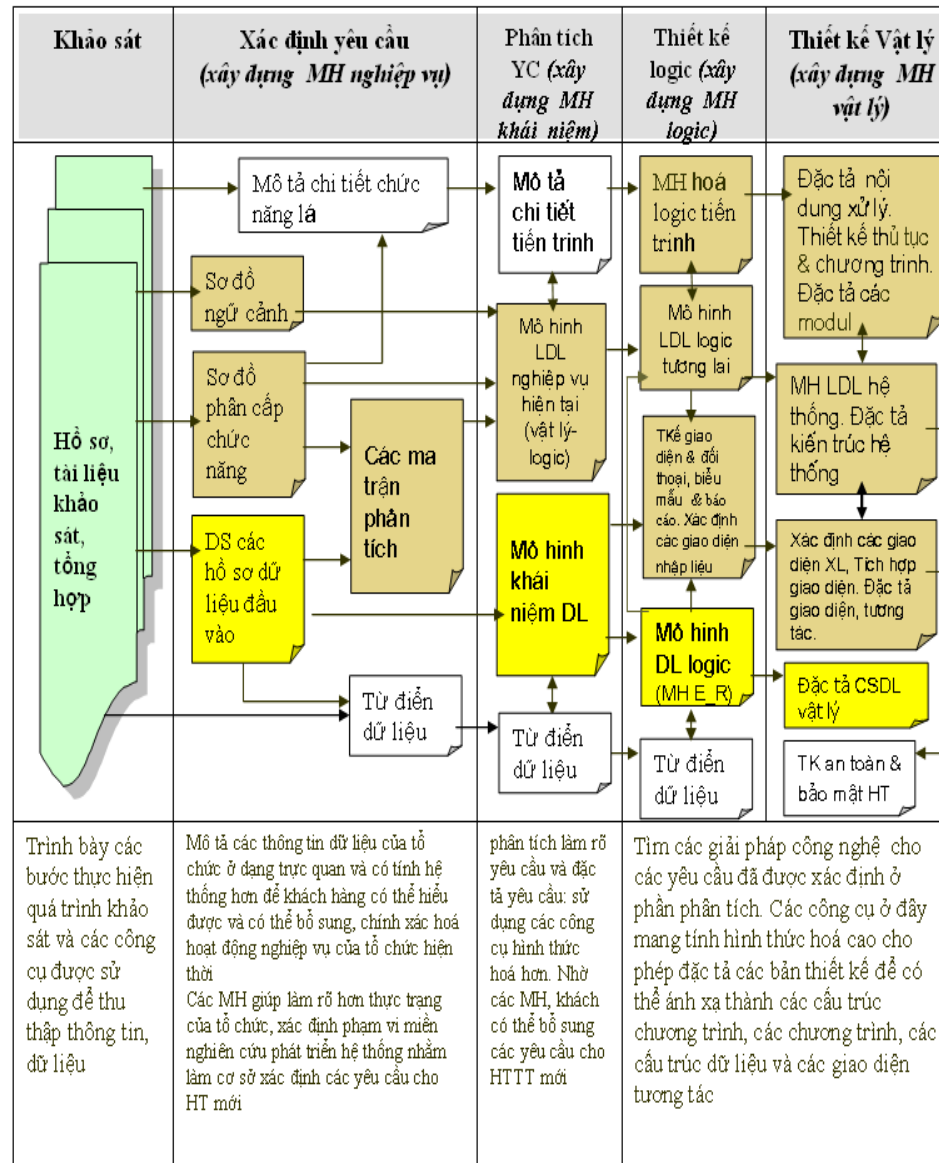 Khảo sát
Xác định yêu cầu
(xây dựng MH nghiệp vụ)
Phân tích
YC (xây
dựng MH
khái niệm)
Thiết kế
logic (xây
dựng MH
logic)
Thiết kế Vật lý
(xây dựng MH
vật lý)
Hồ sơ,
tài liệu
khảo
sát,
tổng
hợp
Mô tả chi tiết chức
năng lá
Sơ đồ
ngữ cảnh
Sơ đồ
phân cấp
chức
năng
Các ma
trận
phân
tích
DS các
hồ sơ dữ
liệu đầu
vào
Từ điển
dữ liệu
Mô tả
chi tiết
tiến trinh
Mô hinh
LDL
nghiệp vụ
hiện tại
(vật lý-
logic)
Mô hinh
khái
niệm DL
Từ điển
dữ liệu
MH hoá
logic tiến
trinh
Mô hinh
LDL logic
tương lai
TKế giao
diện & đối
thoại, biểu
mẫu & báo
cáo. Xác định
các giao diện
nhập liệu
Mô hinh
DL logic
(MH E_R)
Từ điển
dữ liệu
Đặc tả nội
dung xử lý.
Thiết kế thủ tục
& chương trinh.
Đặc tả các
modul
MH LDL hệ
thống. Đặc tả
kiến trúc hệ
thống
Xác định các giao
diện XL, Tích hợp
giao diện. Đặc tả
giao diện, tương
tác.
Đặc tả CSDL
vật lý
TK an toàn &
bảo mật HT
Trình bày các
bước thực hiện
quá trình khảo
sát và các công
cụ được sử
dụng để thu
thập thông tin,
dữ liệu
Mô tả các thông tin dữ liệu của tổ
chức ở dạng trực quan và có tính hệ
thống hơn để khách hàng có thể hiểu
được và có thể bổ sung, chính xác hoá
hoạt động nghiệp vụ của tổ chức hiện
thời
Các MH giúp làm rõ hơn thực trạng
của tổ chức, xác định phạm vi miền
nghiên cứu phát triển hệ thống nhằm
làm cơ sở xác định các yêu cầu cho
HT mới
phân tích làm rõ
yêu cầu và đặc
tả yêu cầu: sử
dụng các công
cụ hình thức
hoá hơn. Nhờ
các MH, khách
có thể bổ sung
các yêu cầu cho
HTTT mới
Tìm các giải pháp công nghệ cho
các yêu cầu đã được xác định ở
phần phân tích. Các công cụ ở đây
mang tính hình thức hoá cao cho
phép đặc tả các bản thiết kế để có
thể ánh xạ thành các cấu trúc
chương trình, các chương trình, các
cấu trúc dữ liệu và các giao diện
tương tác